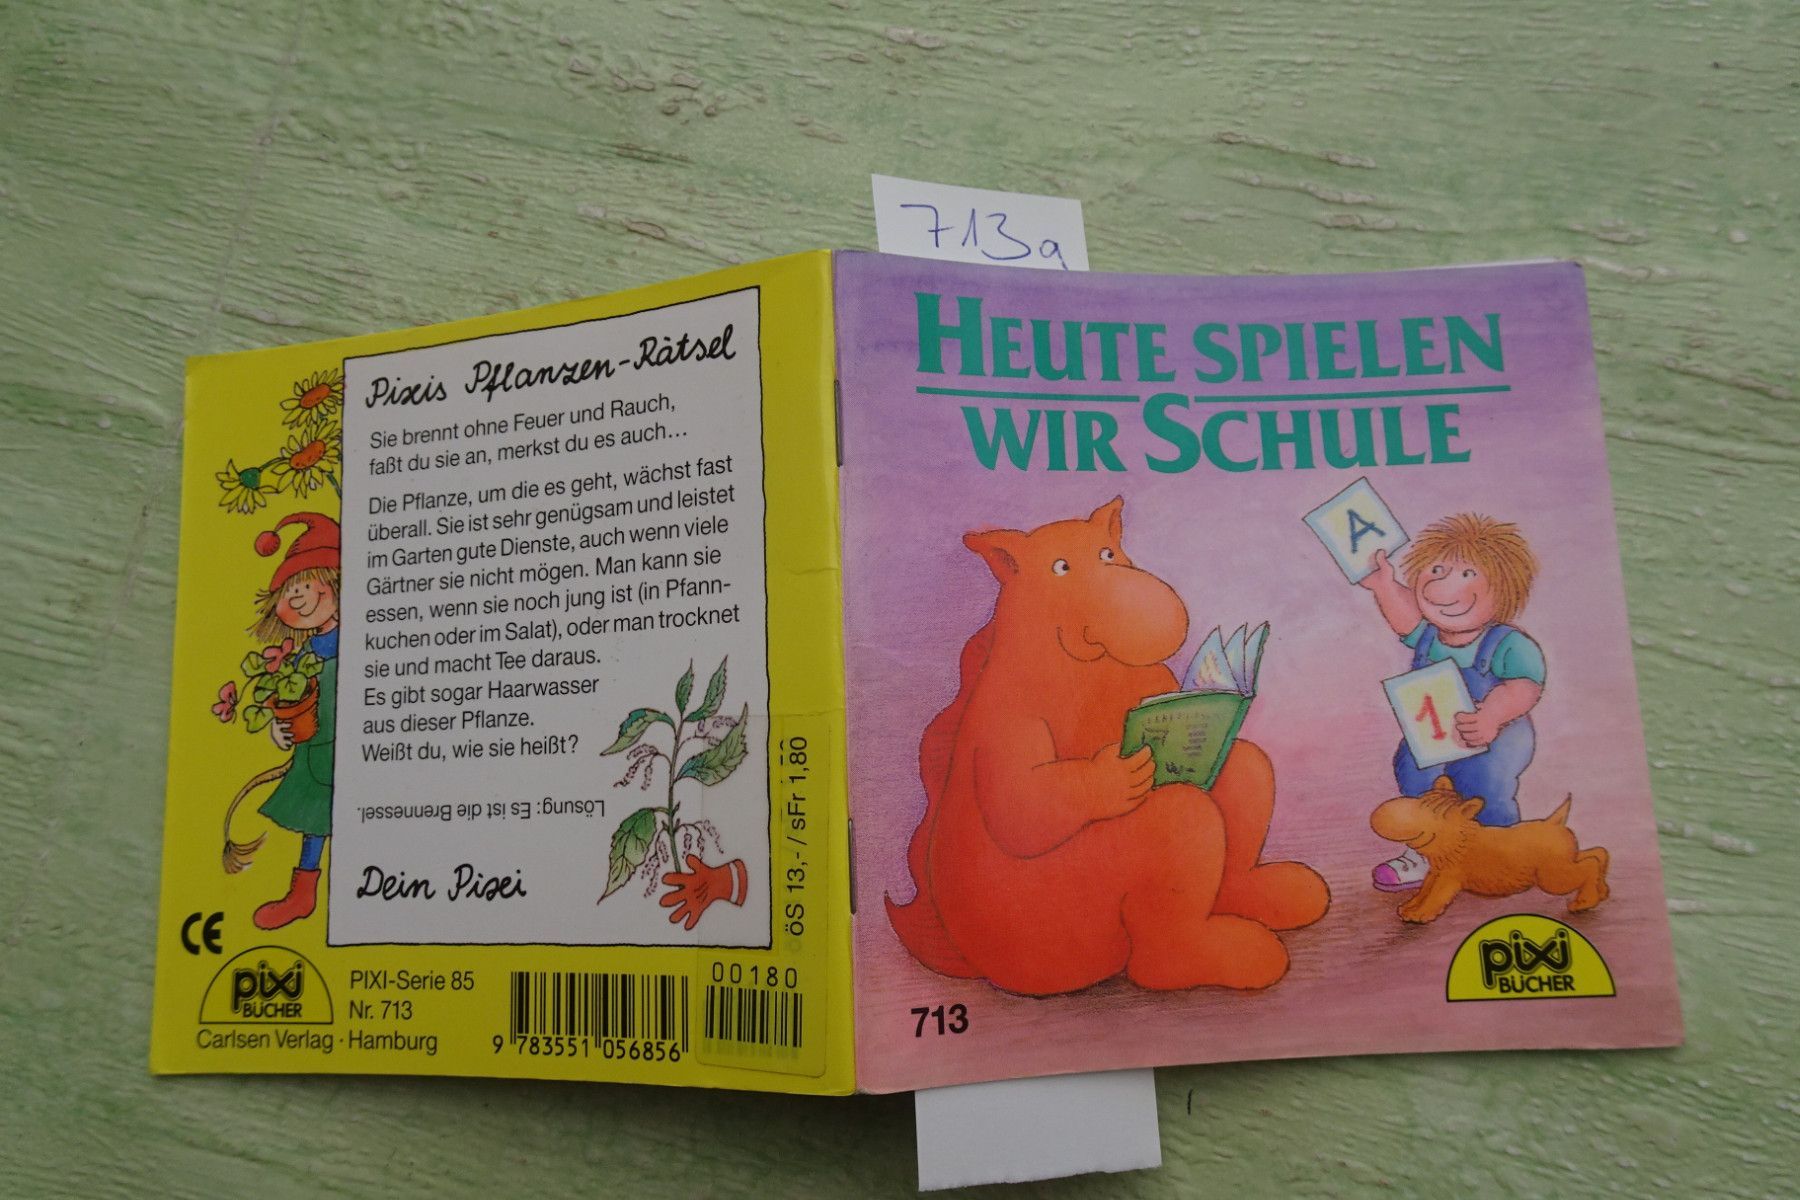 713a
Pixis Pflanzen-Rätsel
Sie brennt ohne Feuer und Rauch,
faßt du sie an, merkst du es auch...
Die Pflanze, um die es geht, wächst fast
überall. Sie ist sehr genügsam und leistet
im Garten gute Dienste, auch wenn viele
Gärtner sie nicht mögen. Man kann sie
essen, wenn sie noch jung ist (in Pfann-
kuchen oder im Salat), oder man trocknet
sie und macht Tee daraus.
Es gibt sogar Haarwasser
aus dieser Pflanze.
Weißt du, wie sie heißt?
Lösung: Es ist die Brennessel.
Dein Pixi
öS 13,- / sFr 1,80
CE
pixi
BÜCHER
PIXI-Serie 85
Nr. 713
Carlsen Verlag · Hamburg
9 783551 056856
00180
HEUTE SPIELEN
WIR SCHULE
A
1
713
pixi
BÜCHER